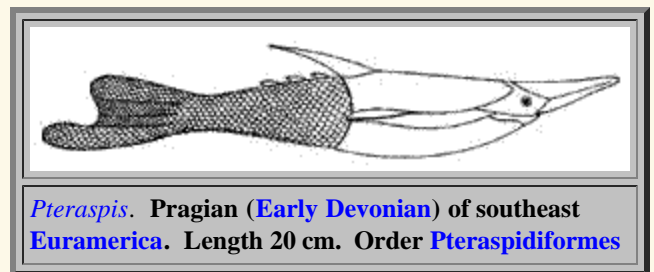 Pteraspis. Pragian (Early Devonian) of southeast
Euramerica. Length 20 cm. Order Pteraspidiformes